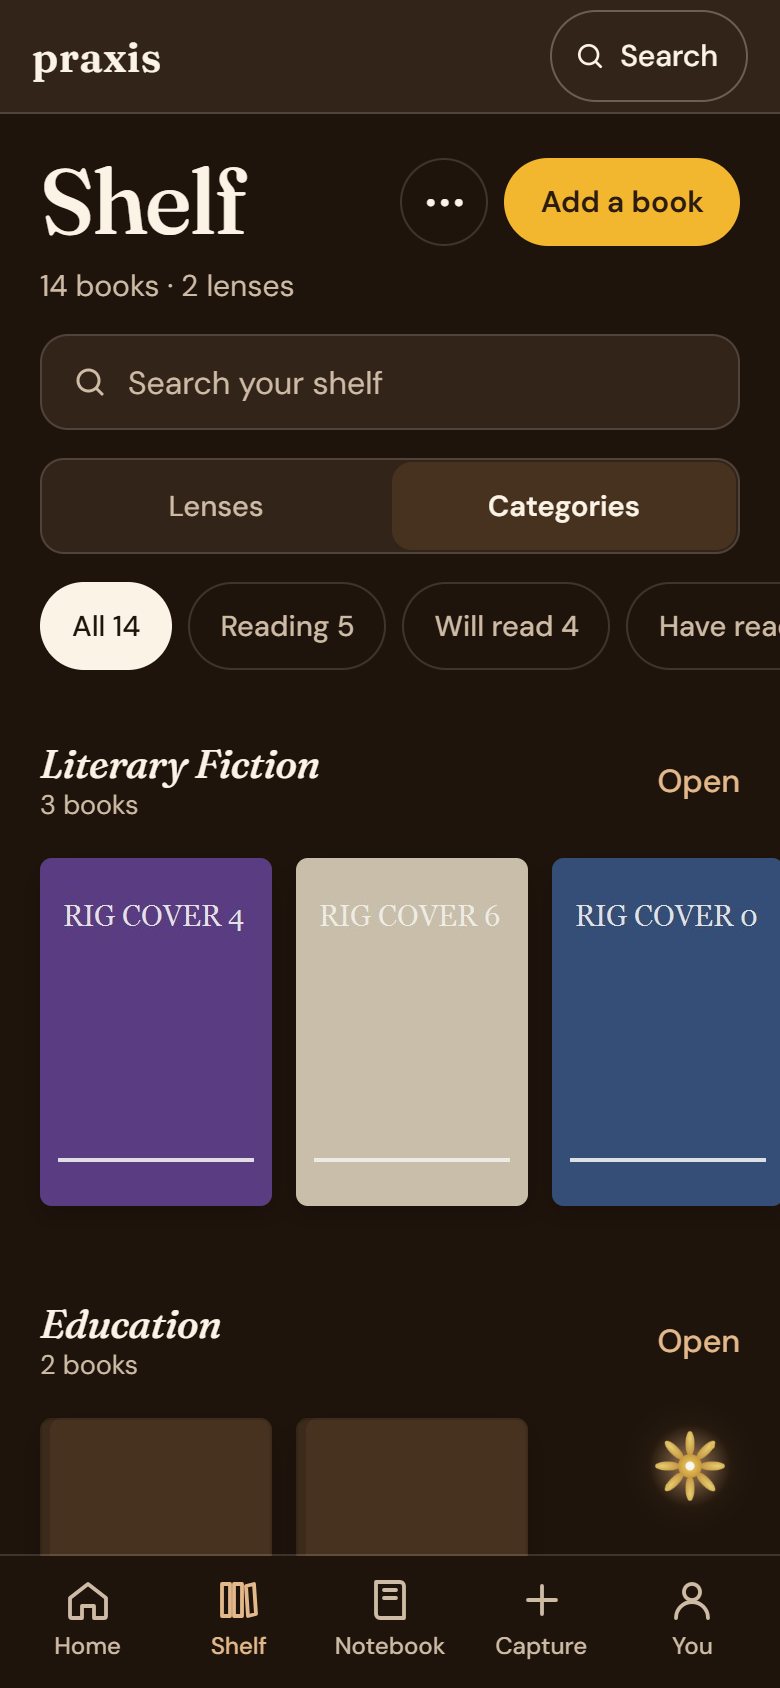 praxis
Search
Shelf
Add a book
14 books · 2 lenses
Search your shelf
Lenses
Categories
All 14
Reading 5
Will read 4
Have rea
Literary Fiction
3 books
Open
RIG COVER 4
RIG COVER 6
RIG COVER 0
Education
2 books
Open
Home
Shelf
Notebook
Capture
You